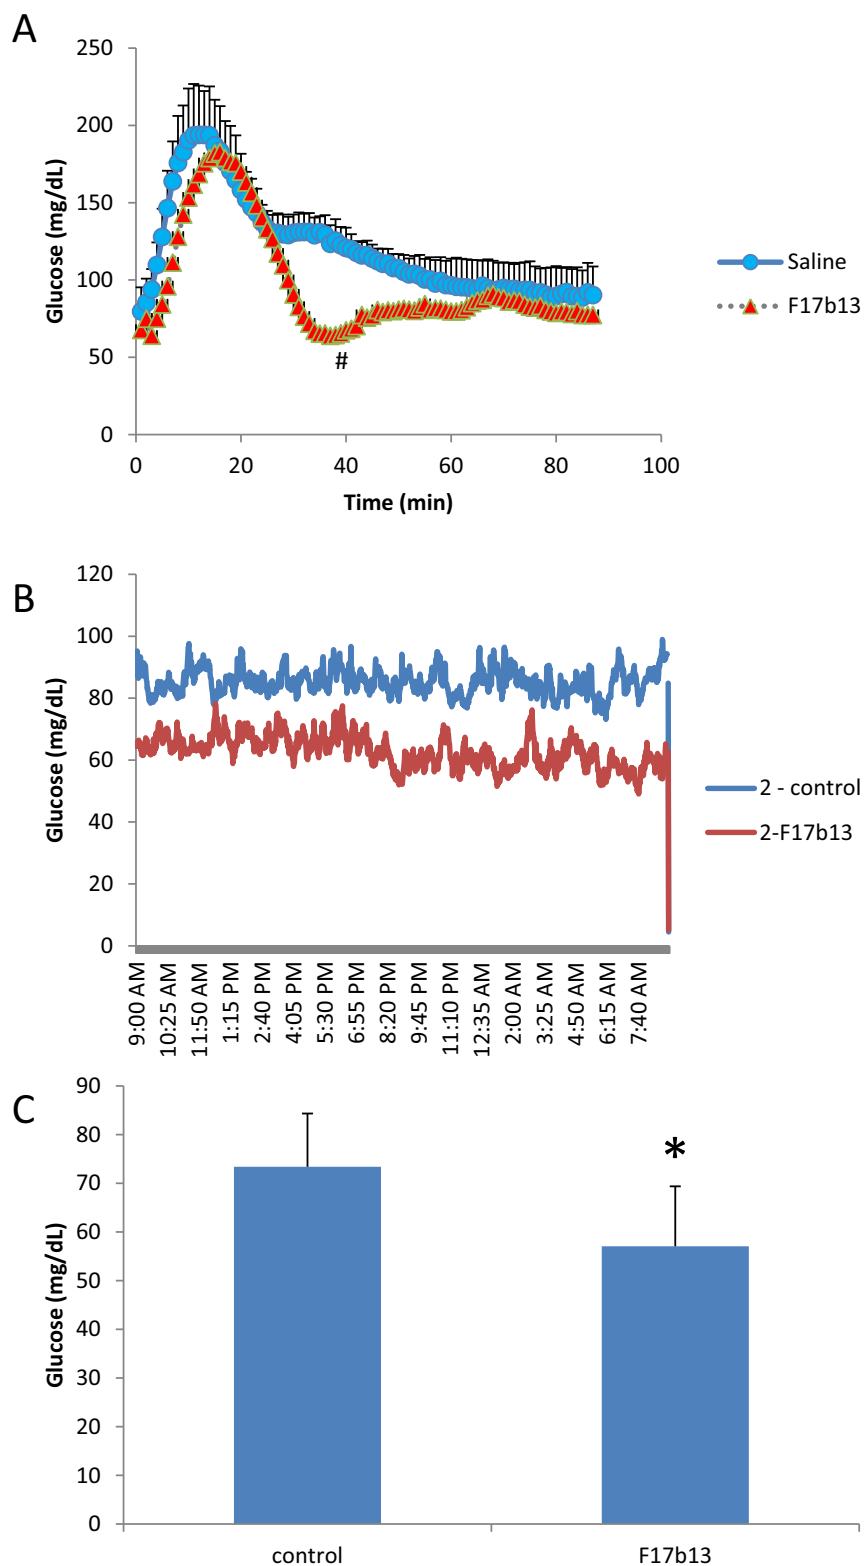 A
250
200
150
100
50
0
Glucose (mg/dL)
#
0 20 40 60 80 100
Time (min)
Saline
F17b13
B
120
100
80
60
40
20
0
Glucose (mg/dL)
9:00 AM
10:25 AM
11:50 AM
1:15 PM
2:40 PM
4:05 PM
5:30 PM
6:55 PM
8:20 PM
9:45 PM
11:10 PM
12:35 AM
2:00 AM
3:25 AM
4:50 AM
6:15 AM
7:40 AM
2 - control
2-F17b13
C
90
80
70
60
50
40
30
20
10
0
Glucose (mg/dL)
*
control F17b13